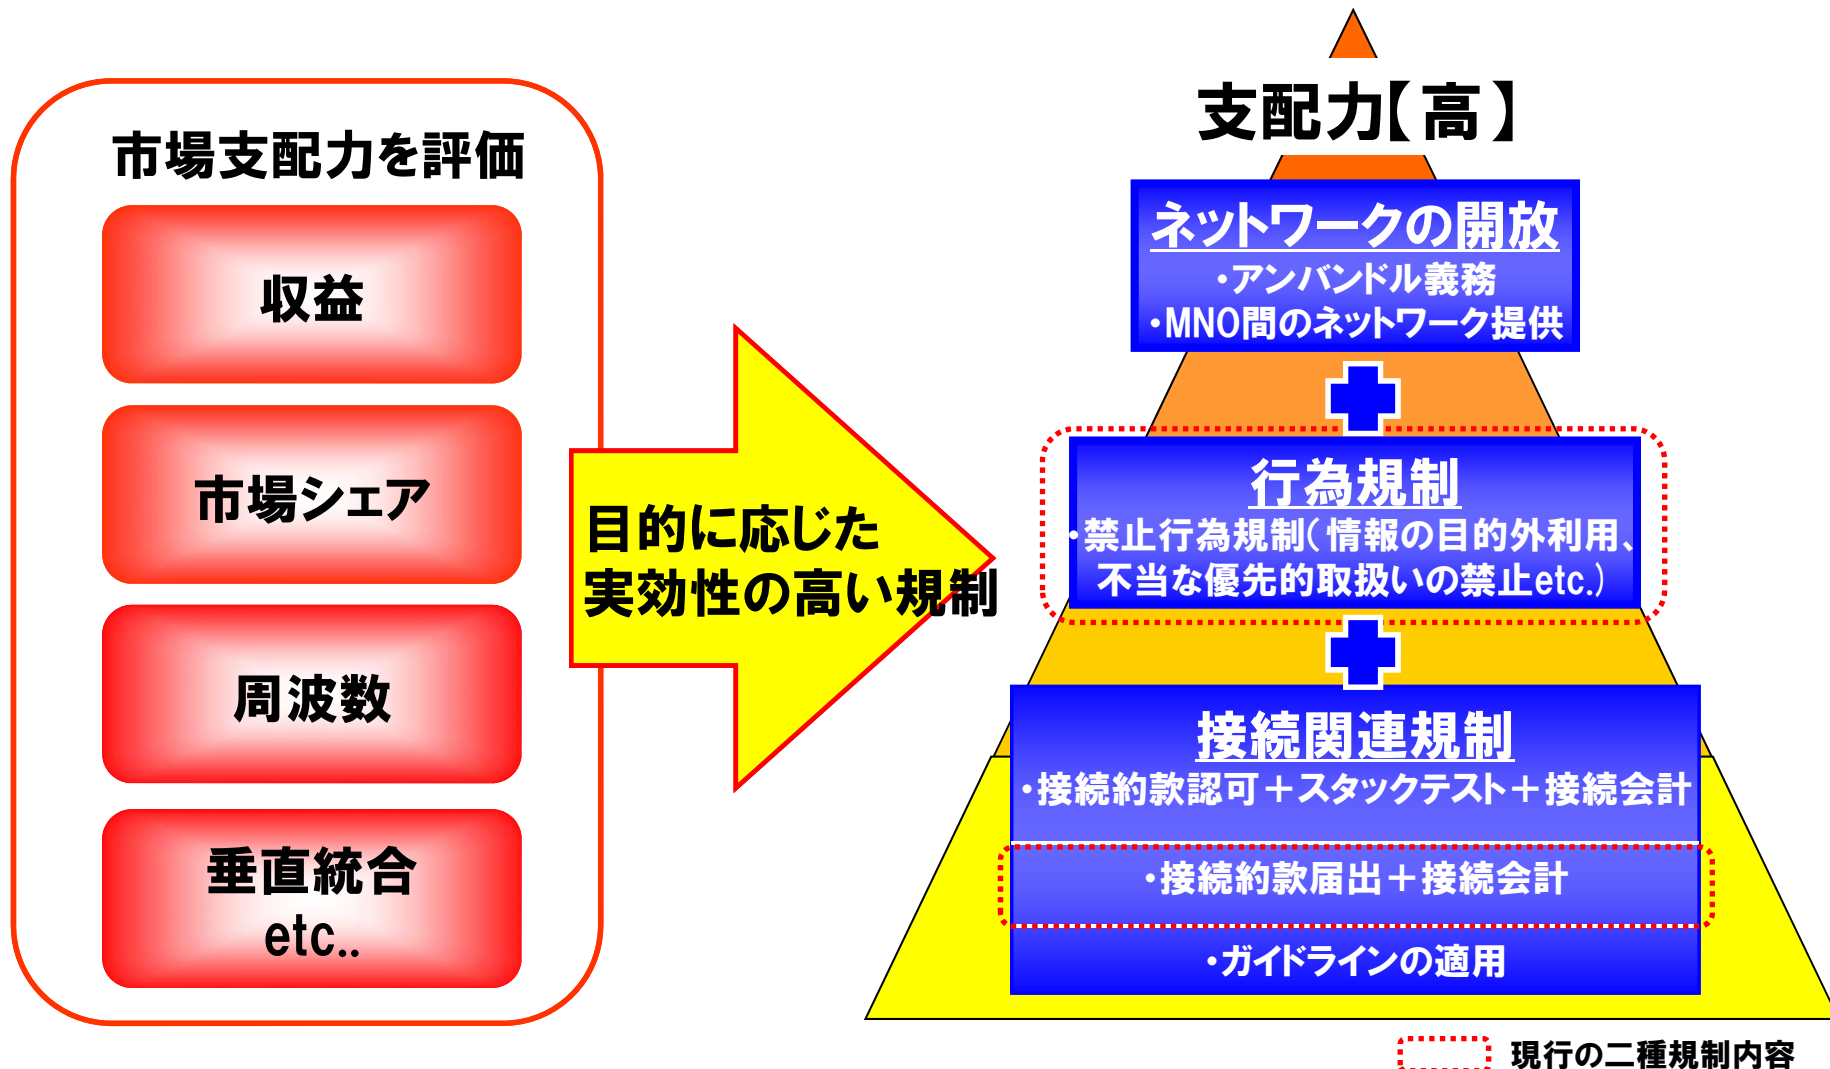 市場支配力を評価
収益
市場シェア
周波数
垂直統合
etc..
目的に応じた
実効性の高い規制
支配力【高】
ネットワークの開放
・アンバンドル義務
・MNO間のネットワーク提供
行為規制
・禁止行為規制(情報の目的外利用、
不当な優先的取扱いの禁止etc.)
接続関連規制
・接続約款認可＋スタックテスト＋接続会計
・接続約款届出＋接続会計
・ガイドラインの適用
現行の二種規制内容